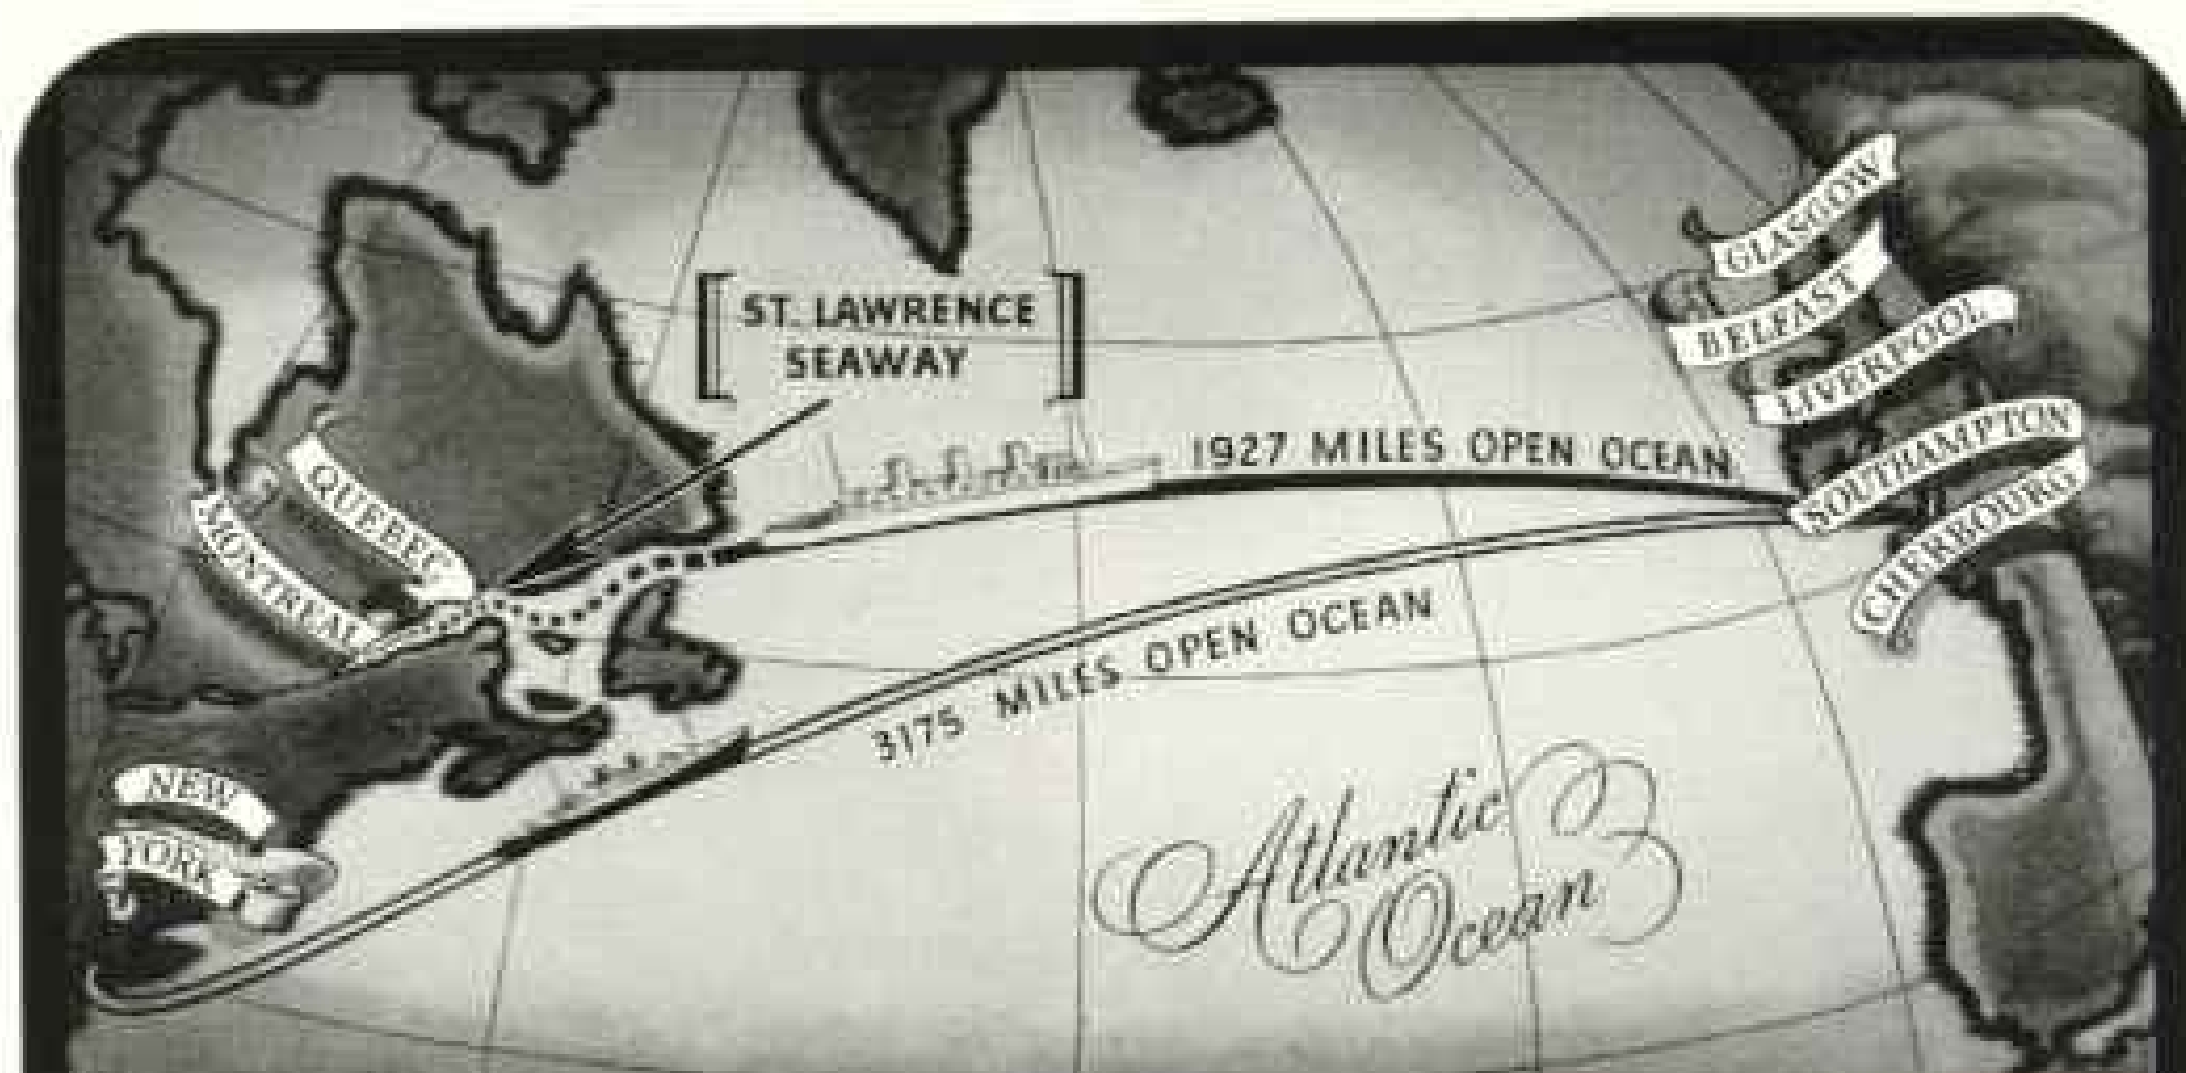 GLASGOW
BELFAST
LIVERPOOL
SOUTHAMPTON
CHERBOURG
ST. LAWRENCE
SEAWAY
1927 MILES OPEN OCEAN
QUEBEC
MONTREAL
3175 MILES OPEN OCEAN
NEW
YORK
Atlantic
Ocean